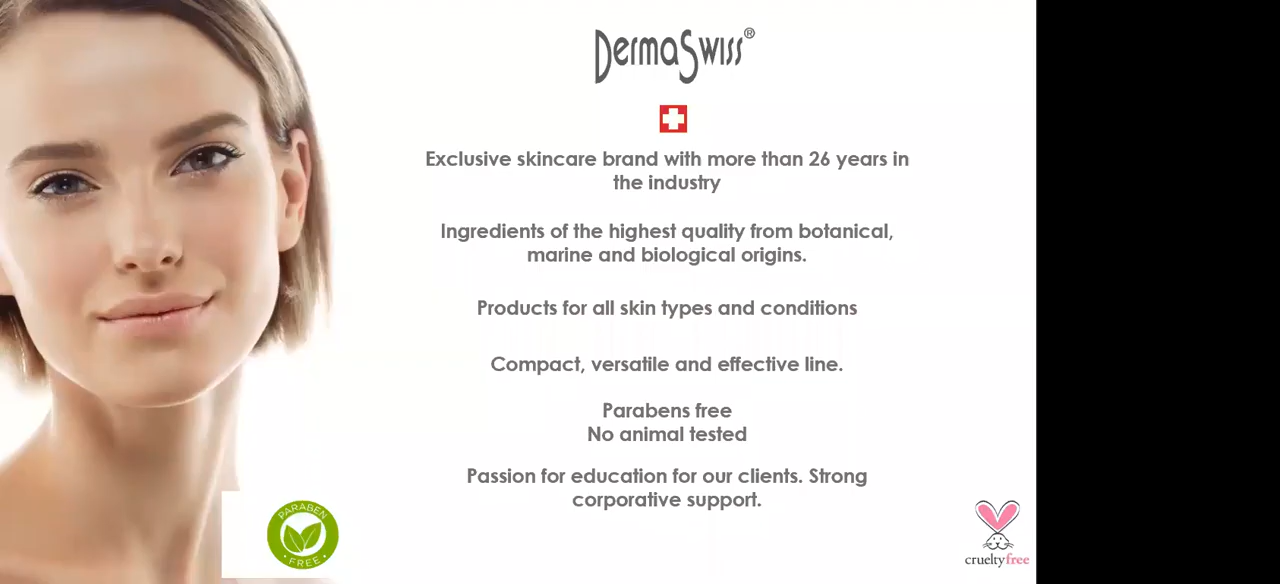 DermaSwiss®
Exclusive skincare brand with more than 26 years in
the industry
Ingredients of the highest quality from botanical,
marine and biological origins.
Products for all skin types and conditions
Compact, versatile and effective line.
Parabens free
No animal tested
Passion for education for our clients. Strong
corporative support.
PARABEN
• FREE •
crueltyfree